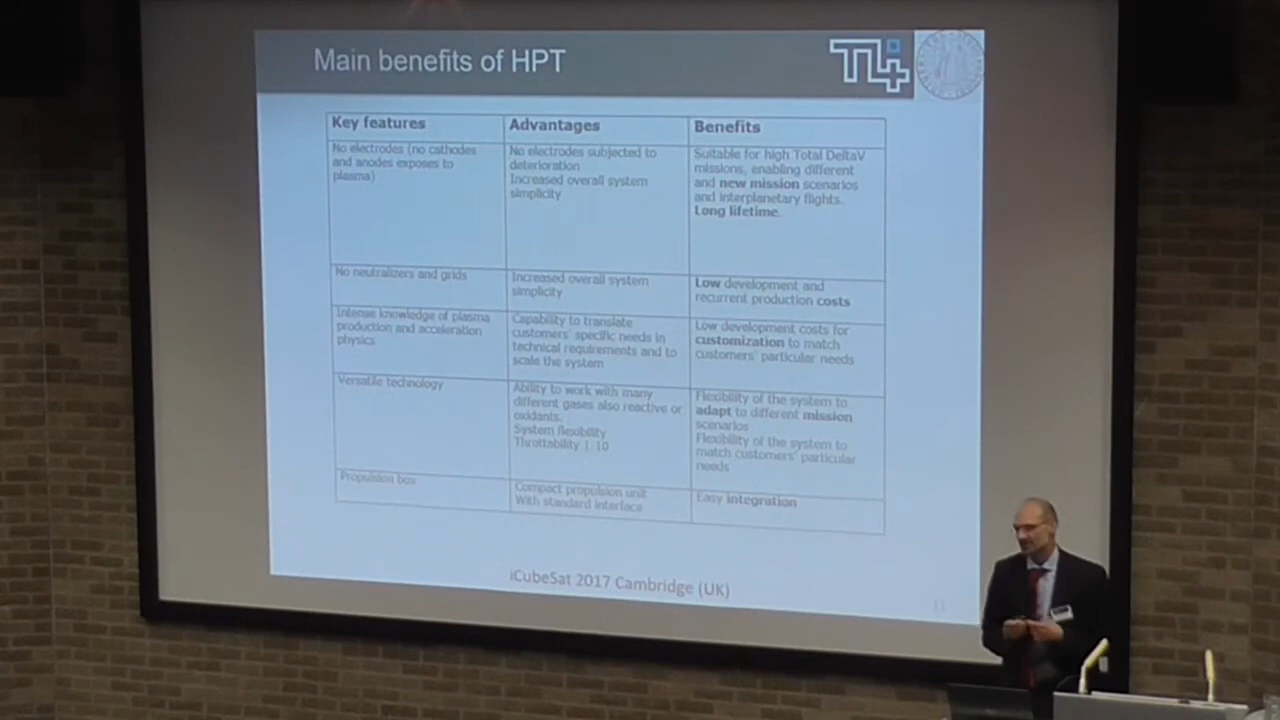 Main benefits of HPT
T4i
Key features
Advantages
Benefits
No electrodes (no cathodes
and anodes exposes to
plasma)
No electrodes subjected to
deterioration
Increased overall system
simplicity
Suitable for high Total DeltaV
missions, enabling different
and new mission scenarios
and interplanetary flights.
Long lifetime.
No neutralizers and grids
Increased overall system
simplicity
Low development and
recurrent production costs
Intense knowledge of plasma
production and acceleration
physics
Capability to translate
customers' specific needs in
technical requirements and to
scale the system
Low development costs for
customization to match
customers' particular needs
Versatile technology
Ability to work with many
different gases also reactive or
oxidants.
System flexibility
Throttability 1-10
Flexibility of the system to
adapt to different mission
scenarios
Flexibility of the system to
match customers' particular
needs
Propulsion box
Compact propulsion unit
With standard interface
Easy integration
iCubeSat 2017 Cambridge (UK)